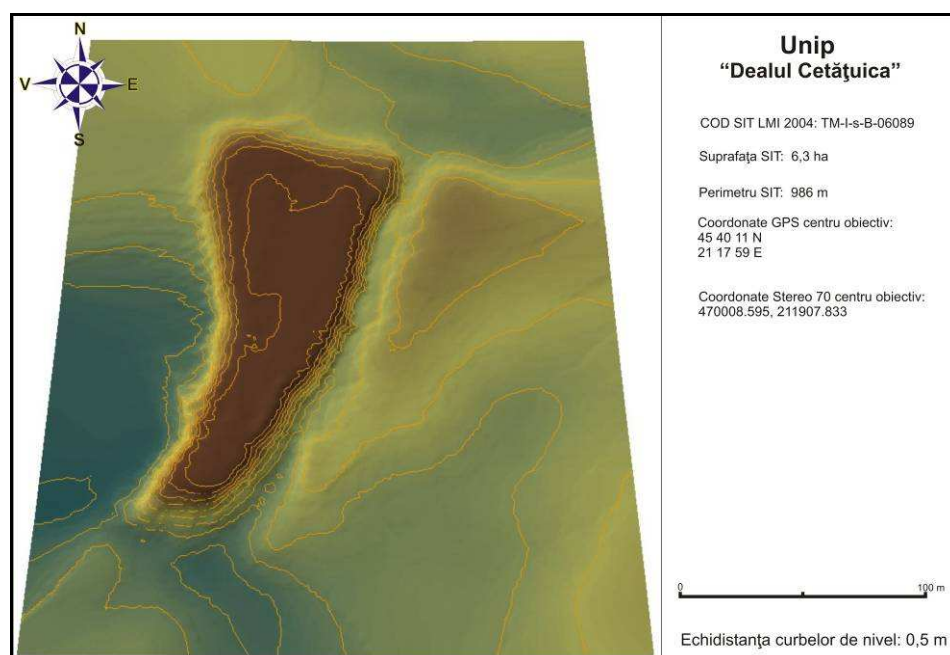 N
V
E
S
Unip
“Dealul Cetăţuica”
COD SIT LMI 2004: TM-I-s-B-06089
Suprafaţa SIT: 6,3 ha
Perimetru SIT: 986 m
Coordonate GPS centru obiectiv:
45 40 11 N
21 17 59 E
Coordonate Stereo 70 centru obiectiv:
470008.595, 211907.833
0
100 m
Echidistanţa curbelor de nivel: 0,5 m